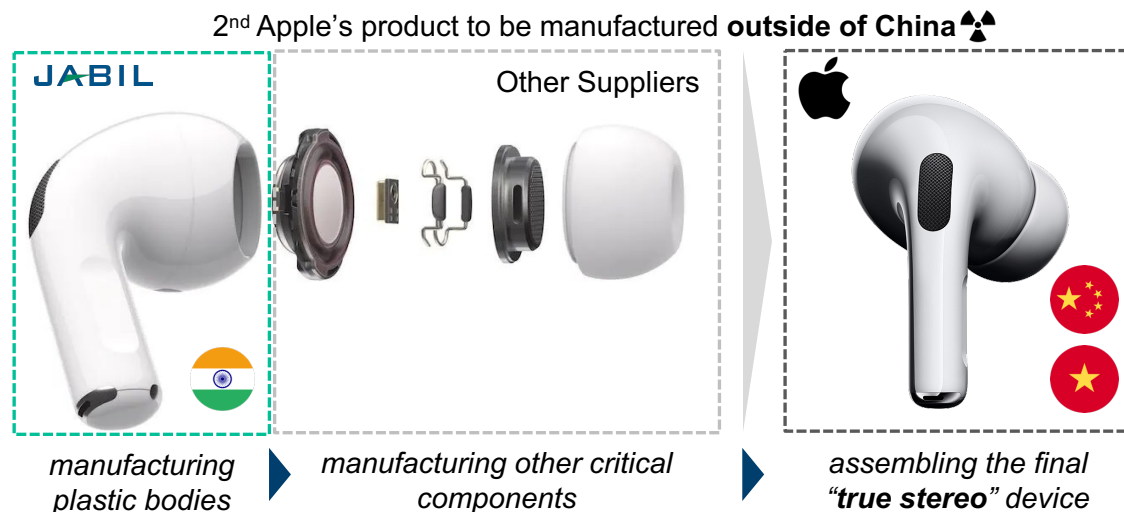 2nd Apple's product to be manufactured outside of China
JABIL
Other Suppliers
manufacturing
plastic bodies
manufacturing other critical
components
assembling the final
“true stereo” device